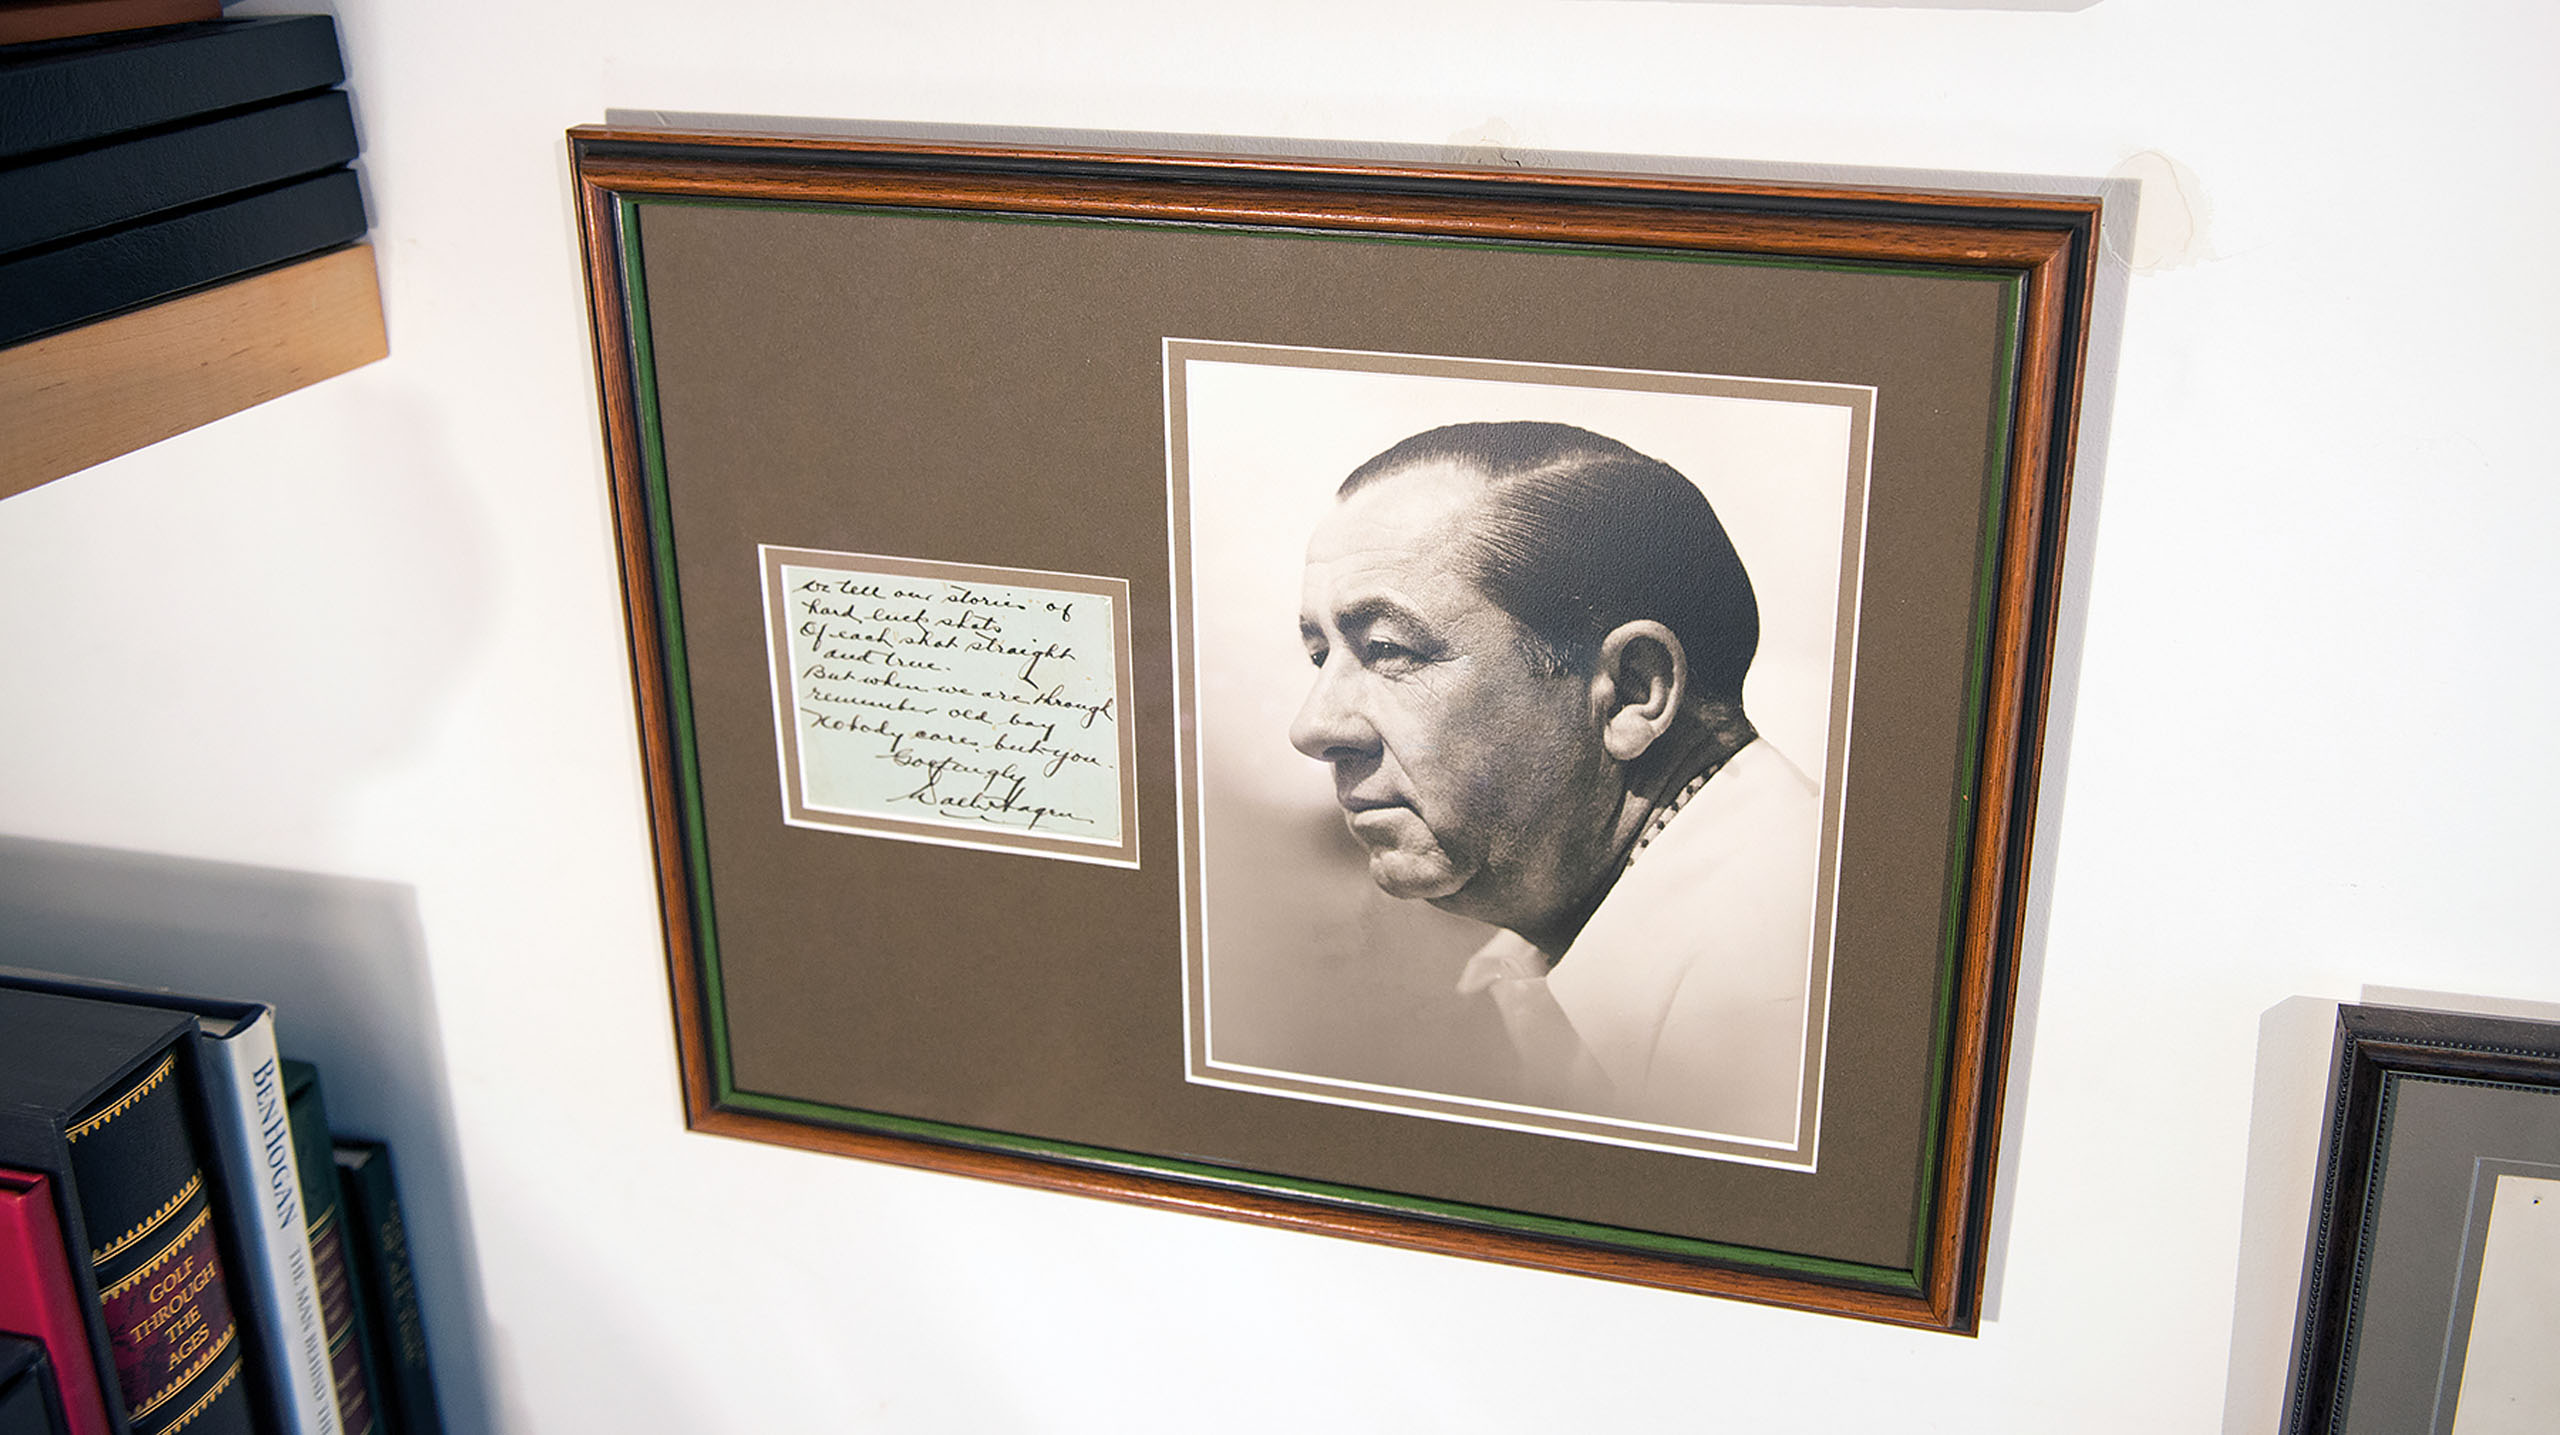 We tell our stories of
hard luck shots
Of each shot straight
and true.
But when we are through
remember old boy
Nobody cares but you.
Golfingly
Walter Hagen
BEN HOGAN
THE MAN BEHIND THE
GOLF
THROUGH
THE
AGES